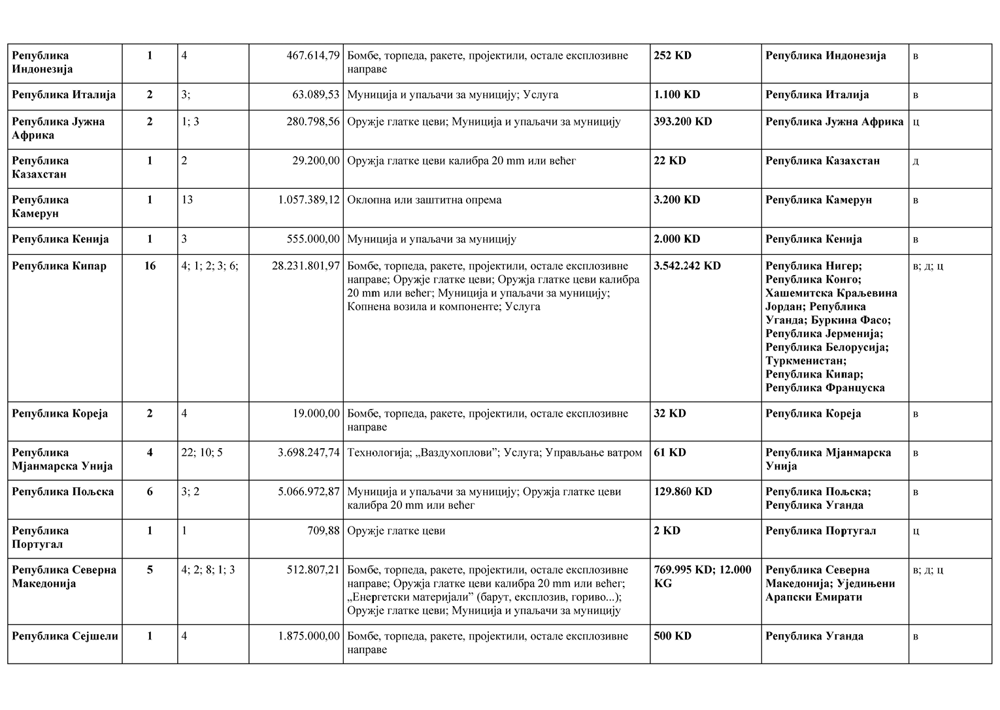 Република Индонезија
1
4
467.614,79
Бомбе, торпеда, ракете, пројектили, остале експлозивне
направе
252 KD
Република Индонезија
в
Република Италија
2
3;
63.089,53
Муниција и упаљачи за муницију; Услуга
1.100 KD
Република Италија
в
Република Јужна
Африка
2
1; 3
280.798,56
Оружје глатке цеви; Муниција и упаљачи за муницију
393.200 KD
Република Јужна Африка
ц
Република
Казахстан
1
2
29.200,00
Оружја глатке цеви калибра 20 mm или већег
22 KD
Република Казахстан
д
Република
Камерун
1
13
1.057.389,12
Оклопна или заштитна опрема
3.200 KD
Република Камерун
в
Република Кенија
1
3
555.000,00
Муниција и упаљачи за муницију
2.000 KD
Република Кенија
в
Република Кипар
16
4; 1; 2; 3; 6;
28.231.801,97
Бомбе, торпеда, ракете, пројектили, остале експлозивне
направе; Оружје глатке цеви; Оружја глатке цеви калибра
20 mm или већег; Муниција и упаљачи за муницију;
Копнена возила и компоненте; Услуга
3.542.242 KD
Република Нигер;
Република Конго;
Хашемитска Краљевина
Јордан; Република
Уганда; Буркина Фасо;
Република Јерменија;
Република Белорусија;
Туркменистан;
Република Кипар;
Република Француска
в; д; ц
Република Кореја
2
4
19.000,00
Бомбе, торпеда, ракете, пројектили, остале експлозивне
направе
32 KD
Република Кореја
в
Република
Мјанмарска Унија
4
22; 10; 5
3.698.247,74
Технологија; „Ваздухоплови”; Услуга; Управљање ватром
61 KD
Република Мјанмарска
Унија
в
Република Пољска
6
3; 2
5.066.972,87
Муниција и упаљачи за муницију; Оружја глатке цеви
калибра 20 mm или већег
129.860 KD
Република Пољска;
Република Уганда
в
Република
Португал
1
1
709,88
Оружје глатке цеви
2 KD
Република Португал
ц
Република Северна
Македонија
5
4; 2; 8; 1; 3
512.807,21
Бомбе, торпеда, ракете, пројектили, остале експлозивне
направе; Оружја глатке цеви калибра 20 mm или већег;
„Енергетски материјали” (барут, експлозив, гориво...);
Оружје глатке цеви; Муниција и упаљачи за муницију
769.995 KD; 12.000
KG
Република Северна
Македонија; Уједињени
Арапски Емирати
в; д; ц
Република Сејшели
1
4
1.875.000,00
Бомбе, торпеда, ракете, пројектили, остале експлозивне
направе
500 KD
Република Уганда
в